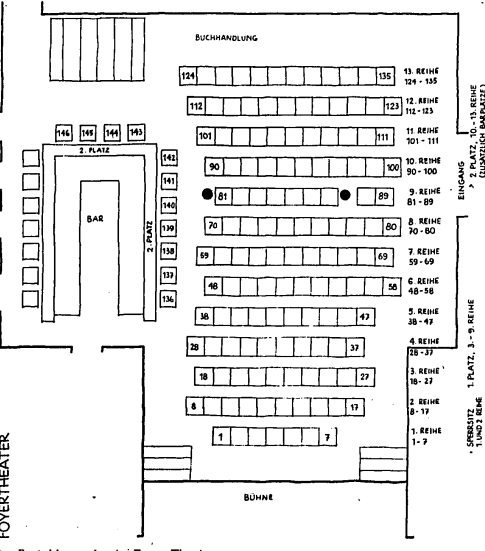 BUCHHANDLUNG
124 135 13. REIHE
124 - 135
112 123 12. REIHE
112 - 123
101 111 11. REIHE
101 - 111
90 100 10. REIHE
90 - 100
81 89 9. REIHE
81 - 89
70 80 8. REIHE
70 - 80
59 69 7. REIHE
59 - 69
48 58 6. REIHE
48 - 58
38 47 5. REIHE
38 - 47
28 37 4. REIHE
28 - 37
18 27 3. REIHE
18 - 27
8 17 2 REIHE
8 - 17
1 7 1. REIHE
1 - 7
BÜHNE
146 145 144 143
2. PLATZ
BAR
2. PLATZ
142
141
140
139
138
137
136
EINGANG
> 2 PLATZ, 10. - 13. REIHE
(ZUSÄTZLICH BARPLÄTZE)
1. PLATZ, 3. - 9. REIHE
SPERRSITZ
1. UND 2 REIHE
FOYERTHEATER